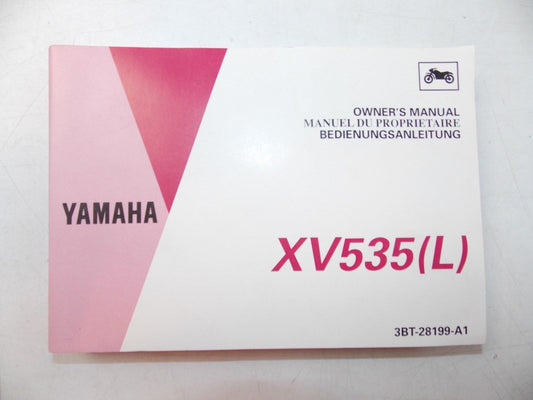 OWNER'S MANUAL
MANUEL DU PROPRIETAIRE
BEDIENUNGSANLEITUNG
YAMAHA
XV535(L)
3BT-28199-A1